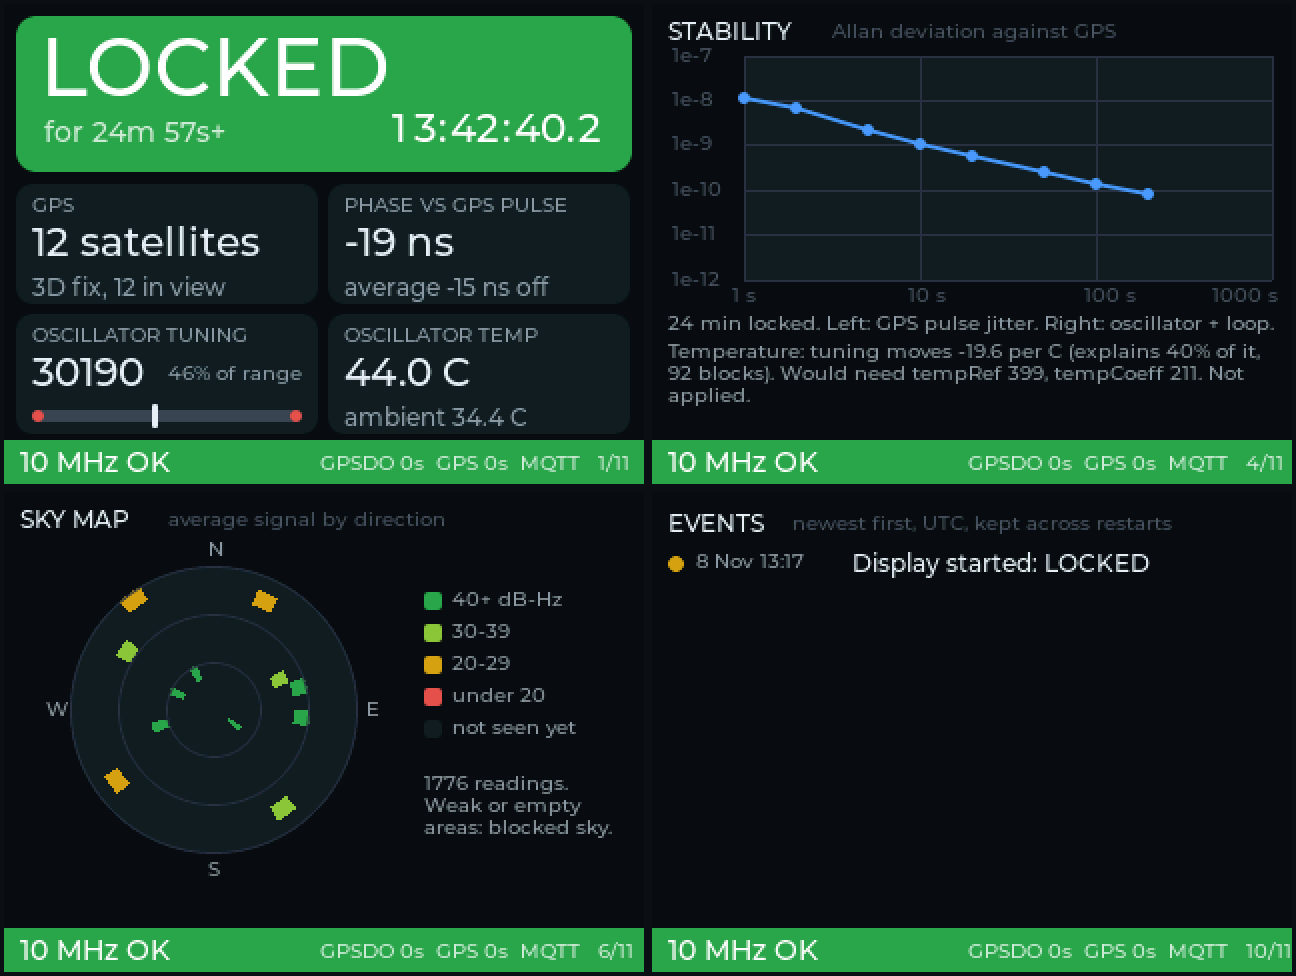 LOCKED
for 24m 57s+
13:42:40.2
GPS
12 satellites
3D fix, 12 in view
PHASE VS GPS PULSE
-19 ns
average -15 ns off
OSCILLATOR TUNING
30190
46% of range
OSCILLATOR TEMP
44.0 C
ambient 34.4 C
10 MHz OK
GPSDO 0s GPS 0s MQTT 1/11
STABILITY
Allan deviation against GPS
1e-7
1e-8
1e-9
1e-10
1e-11
1e-12
1 s
10 s
100 s
1000 s
24 min locked. Left: GPS pulse jitter. Right: oscillator + loop.
Temperature: tuning moves -19.6 per C (explains 40% of it,
92 blocks). Would need tempRef 399, tempCoeff 211. Not
applied.
10 MHz OK
GPSDO 0s GPS 0s MQTT 4/11
SKY MAP
average signal by direction
N
W
E
S
40+ dB-Hz
30-39
20-29
under 20
not seen yet
1776 readings.
Weak or empty
areas: blocked sky.
10 MHz OK
GPSDO 0s GPS 0s MQTT 6/11
EVENTS
newest first, UTC, kept across restarts
8 Nov 13:17
Display started: LOCKED
10 MHz OK
GPSDO 0s GPS 0s MQTT 10/11